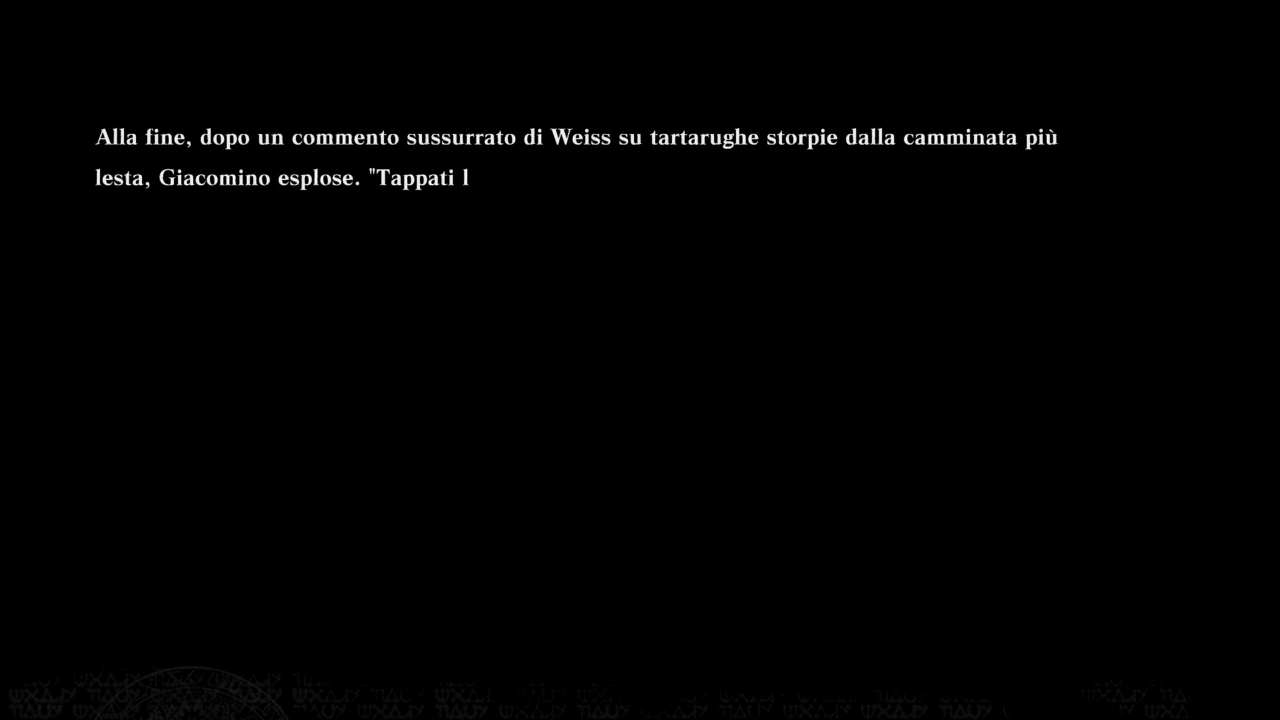 Alla fine, dopo un commento sussurrato di Weiss su tartarughe storpie dalla camminata più
lesta, Giacomino esplose. "Tappati l